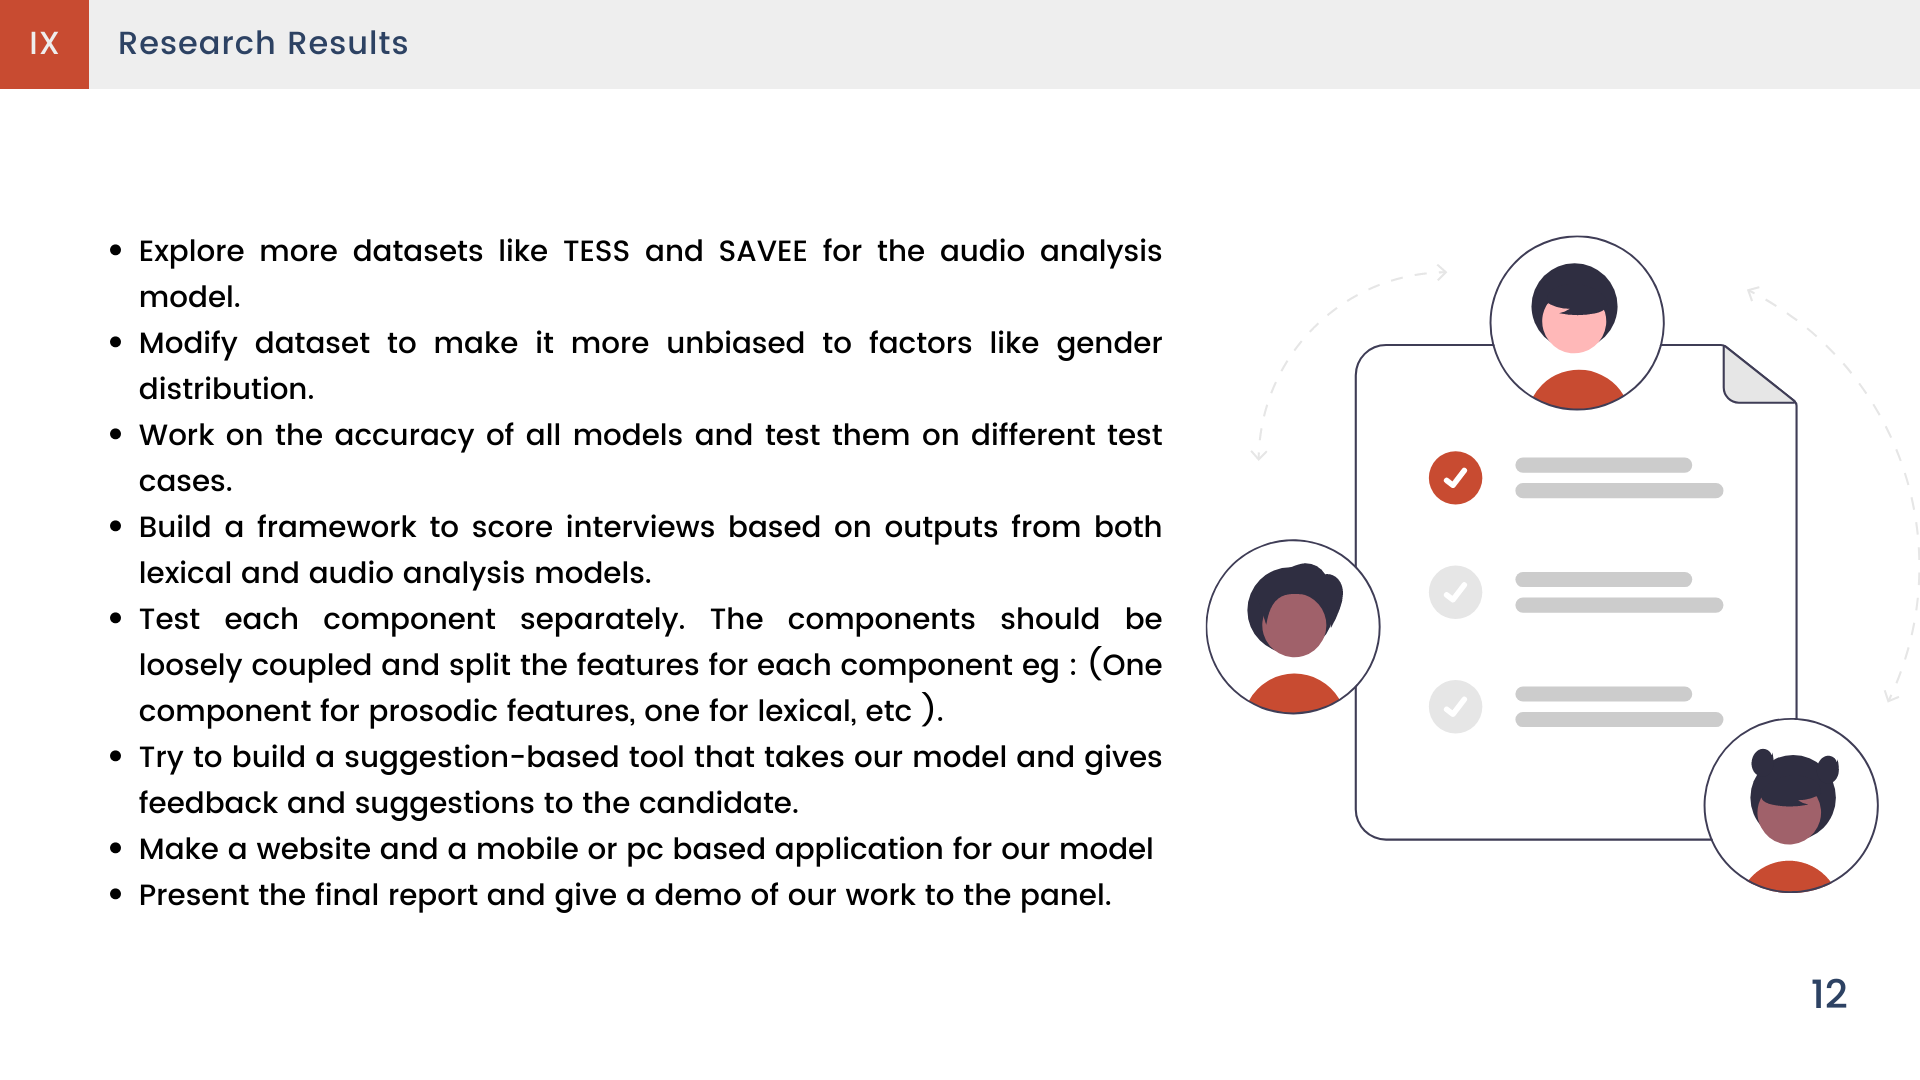 IX
Research Results
• Explore more datasets like TESS and SAVEE for the audio analysis
model.
• Modify dataset to make it more unbiased to factors like gender
distribution.
• Work on the accuracy of all models and test them on different test
cases.
• Build a framework to score interviews based on outputs from both
lexical and audio analysis models.
• Test each component separately. The components should be
loosely coupled and split the features for each component eg : (One
component for prosodic features, one for lexical, etc ).
• Try to build a suggestion-based tool that takes our model and gives
feedback and suggestions to the candidate.
• Make a website and a mobile or pc based application for our model
• Present the final report and give a demo of our work to the panel.
12